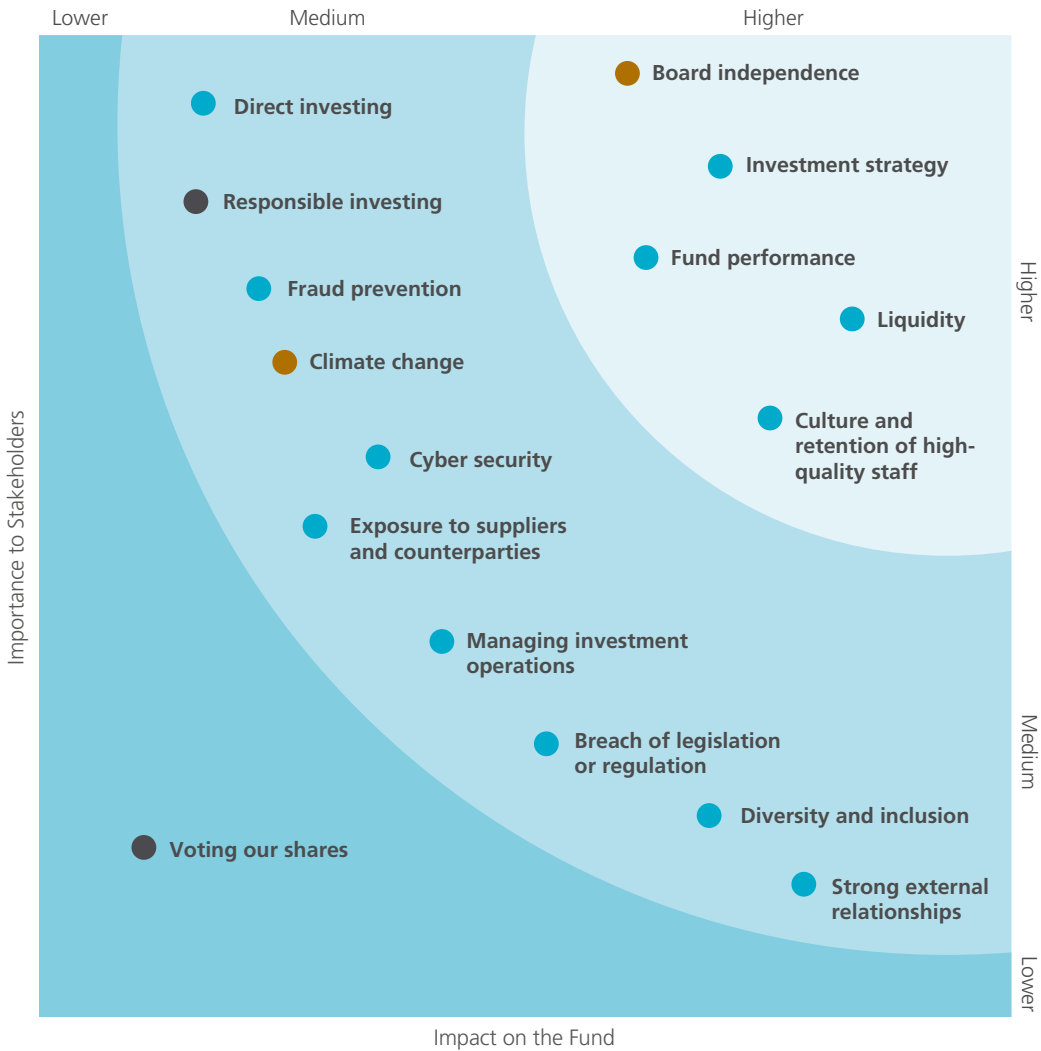 Lower
Medium
Higher
Board independence
Direct investing
Investment strategy
Responsible investing
Fund performance
Higher
Fraud prevention
Liquidity
Climate change
Culture and
retention of high-
quality staff
Cyber security
Exposure to suppliers
and counterparties
Importance to Stakeholders
Managing investment
operations
Medium
Breach of legislation
or regulation
Diversity and inclusion
Voting our shares
Strong external
relationships
Lower
Impact on the Fund